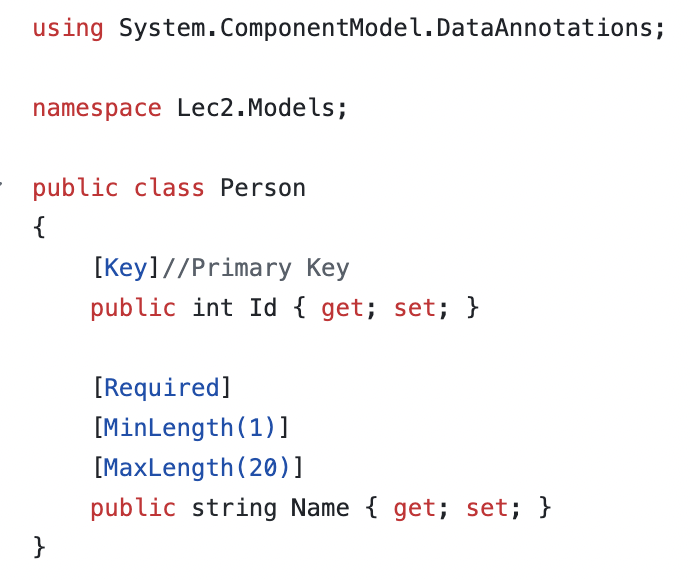 using System.ComponentModel.DataAnnotations;
namespace Lec2.Models;
public class Person
{
[Key]//Primary Key
public int Id { get; set; }
[Required]
[MinLength(1)]
[MaxLength(20)]
public string Name { get; set; }
}